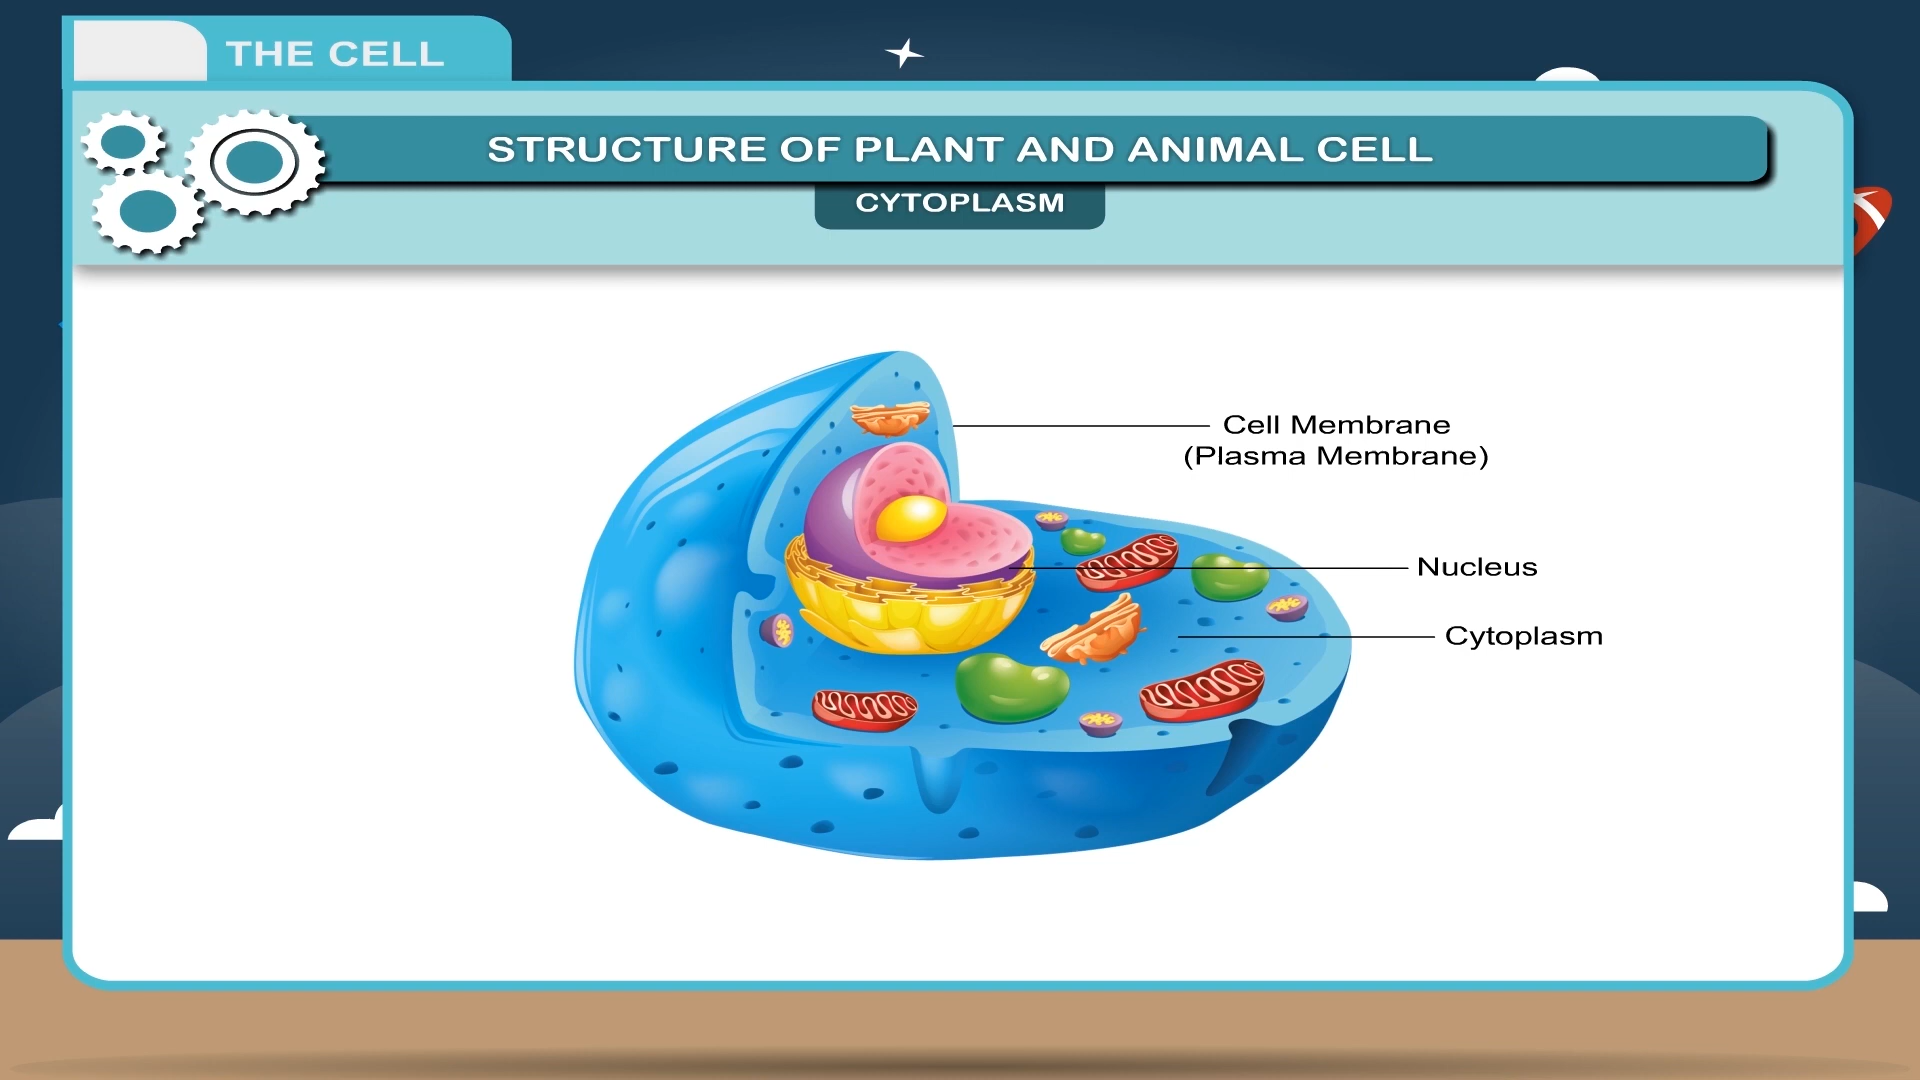 THE CELL
STRUCTURE OF PLANT AND ANIMAL CELL
CYTOPLASM
Cell Membrane
(Plasma Membrane)
Nucleus
Cytoplasm